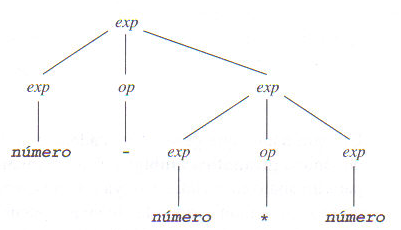 exp
exp op exp
número - exp op exp
número * número